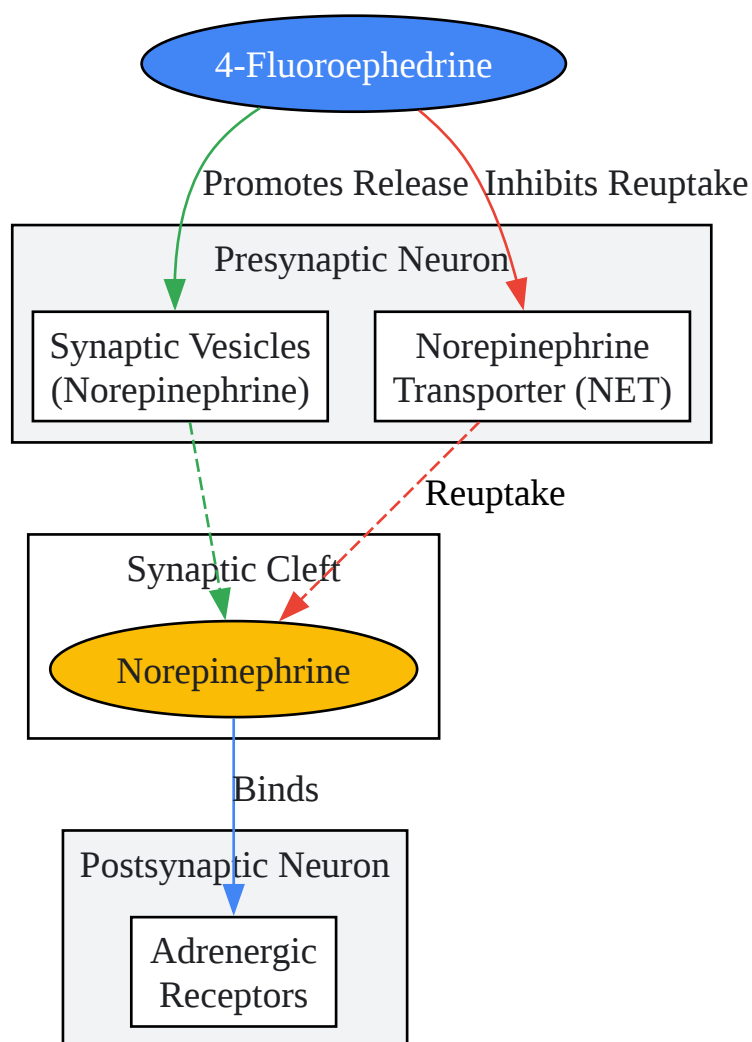 4-Fluoroephedrine
Promotes Release
Inhibits Reuptake
Presynaptic Neuron
Synaptic Vesicles
(Norepinephrine)
Norepinephrine
Transporter (NET)
Reuptake
Synaptic Cleft
Norepinephrine
Binds
Postsynaptic Neuron
Adrenergic
Receptors